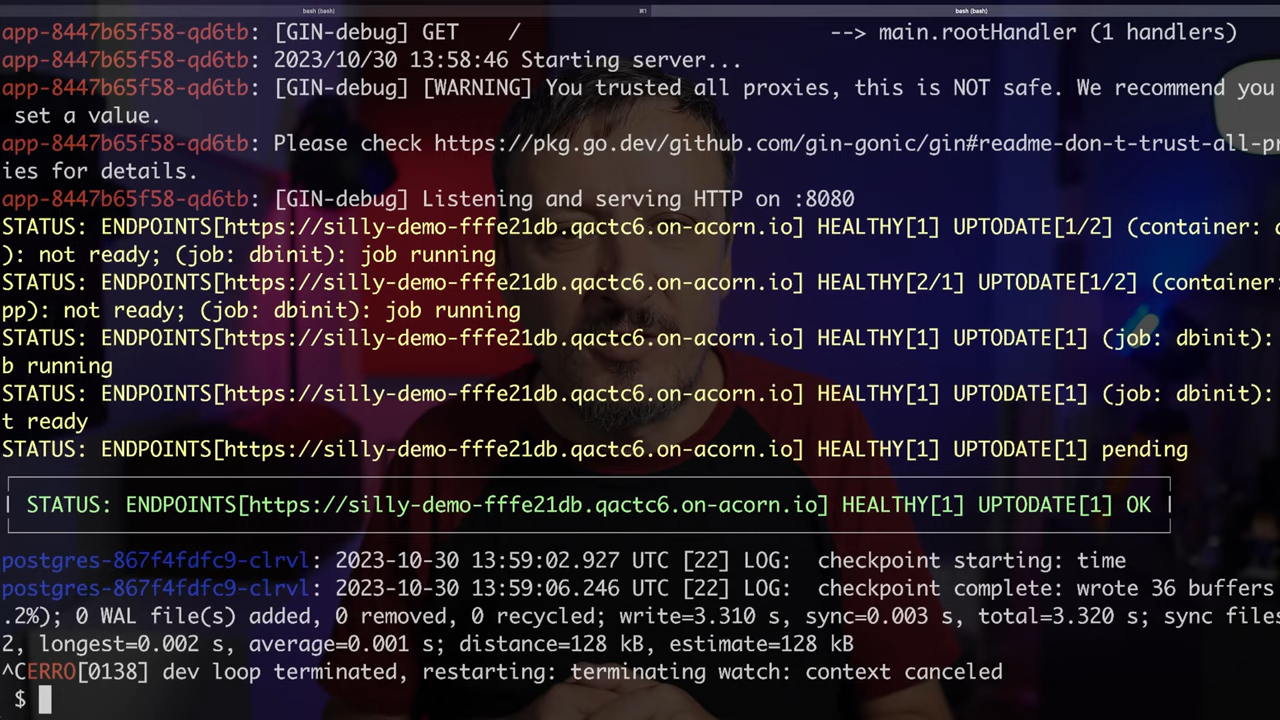 bash (bash)
⌘1
bash (bash)
app-8447b65f58-qd6tb: [GIN-debug] GET    /                         --> main.rootHandler (1 handlers)
app-8447b65f58-qd6tb: 2023/10/30 13:58:46 Starting server...
app-8447b65f58-qd6tb: [GIN-debug] [WARNING] You trusted all proxies, this is NOT safe. We recommend you
set a value.
app-8447b65f58-qd6tb: Please check https://pkg.go.dev/github.com/gin-gonic/gin#readme-don-t-trust-all-pr
ies for details.
app-8447b65f58-qd6tb: [GIN-debug] Listening and serving HTTP on :8080
STATUS: ENDPOINTS[https://silly-demo-fffe21db.qactc6.on-acorn.io] HEALTHY[1] UPTODATE[1/2] (container:
): not ready; (job: dbinit): job running
STATUS: ENDPOINTS[https://silly-demo-fffe21db.qactc6.on-acorn.io] HEALTHY[2/1] UPTODATE[1/2] (container:
pp): not ready; (job: dbinit): job running
STATUS: ENDPOINTS[https://silly-demo-fffe21db.qactc6.on-acorn.io] HEALTHY[1] UPTODATE[1] (job: dbinit):
b running
STATUS: ENDPOINTS[https://silly-demo-fffe21db.qactc6.on-acorn.io] HEALTHY[1] UPTODATE[1] (job: dbinit):
t ready
STATUS: ENDPOINTS[https://silly-demo-fffe21db.qactc6.on-acorn.io] HEALTHY[1] UPTODATE[1] pending
STATUS: ENDPOINTS[https://silly-demo-fffe21db.qactc6.on-acorn.io] HEALTHY[1] UPTODATE[1] OK
postgres-867f4fdfc9-clrvl: 2023-10-30 13:59:02.927 UTC [22] LOG:  checkpoint starting: time
postgres-867f4fdfc9-clrvl: 2023-10-30 13:59:06.246 UTC [22] LOG:  checkpoint complete: wrote 36 buffers
.2%); 0 WAL file(s) added, 0 removed, 0 recycled; write=3.310 s, sync=0.003 s, total=3.320 s; sync files
2, longest=0.002 s, average=0.001 s; distance=128 kB, estimate=128 kB
^CERRO[0138] dev loop terminated, restarting: terminating watch: context canceled
$